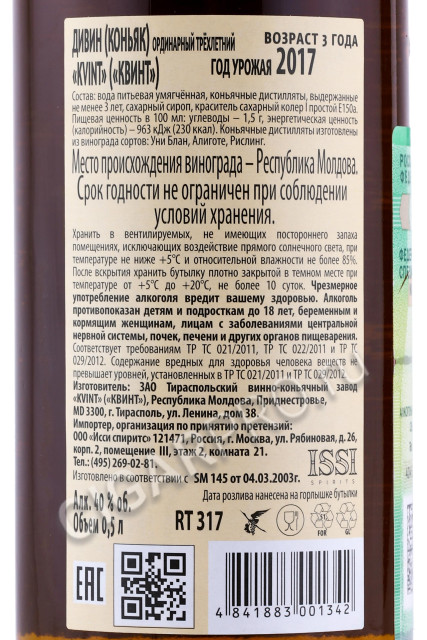 ДИВИН (КОНЬЯК) ОРДИНАРНЫЙ ТРЁХЛЕТНИЙ
ВОЗРАСТ 3 ГОДА
«KVINT» («КВИНТ»)
ГОД УРОЖАЯ 2017
Состав: вода питьевая умягчённая, коньячные дистилляты, выдержанные
не менее 3 лет, сахарный сироп, краситель сахарный колер I простой Е150а.
Пищевая ценность в 100 мл: углеводы – 1,5 г, энергетическая ценность
(калорийность) – 963 кДж (230 ккал). Коньячные дистилляты изготовлены
из винограда сортов: Уни Блан, Алиготе, Рислинг.
Место происхождения винограда – Республика Молдова.
Срок годности не ограничен при соблюдении
условий хранения.
Хранить в вентилируемых, не имеющих постороннего запаха
помещениях, исключающих воздействие прямого солнечного света, при
температуре не ниже +5°С и относительной влажности не более 85%.
После вскрытия хранить бутылку плотно закрытой в темном месте при
температуре от +5°С до +20°С, не более 10 суток. Чрезмерное
употребление алкоголя вредит вашему здоровью. Алкоголь
противопоказан детям и подросткам до 18 лет, беременным и
кормящим женщинам, лицам с заболеваниями центральной
нервной системы, почек, печени и других органов пищеварения.
Соответствует требованиям ТР ТС 021/2011, ТР ТС 022/2011 и ТР ТС
029/2012. Содержание вредных для здоровья человека веществ не
превышает уровней, установленных в ТР ТС 021/2011, ТР ТС 029/2012.
Изготовитель: ЗАО Тираспольский винно-коньячный завод
«KVINT» («КВИНТ»), Республика Молдова, Приднестровье,
MD 3300, г. Тирасполь, ул. Ленина, дом 38.
Импортер, организация по принятию претензий:
ООО «Исси спиритс» 121471, Россия, г. Москва, ул. Рябиновая, д. 26,
корп. 2, помещение III, этаж 2, комната 21.
Тел.: (495) 269-02-81.
ISSI
SPIRITS
Изготовлено в соответствии с SM 145 от 04.03.2003г.
Дата розлива нанесена на горлышке бутылки
Алк. 40 % об.
Объем 0,5 л
RT 317
FOR
GL
EAC
4 841883 001342